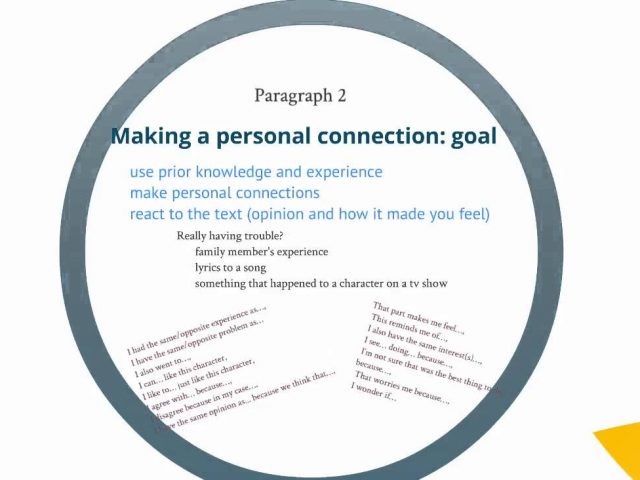 Paragraph 2
Making a personal connection: goal
use prior knowledge and experience
make personal connections
react to the text (opinion and how it made you feel)
Really having trouble?
family member's experience
lyrics to a song
something that happened to a character on a tv show
I had the same/opposite experience as...,
I have the same/opposite problem as...
I also went to...,
I can... like this character,
I like to... just like this character,
I agree with... because...,
disagree because in my case...,
have the same opinion as... because we think that...,
That part makes me feel...,
This reminds me of...,
I also have the same interest(s)...,
I see... doing... because...,
I'm not sure that was the best thing to
because...,
That worries me because...,
I wonder if...